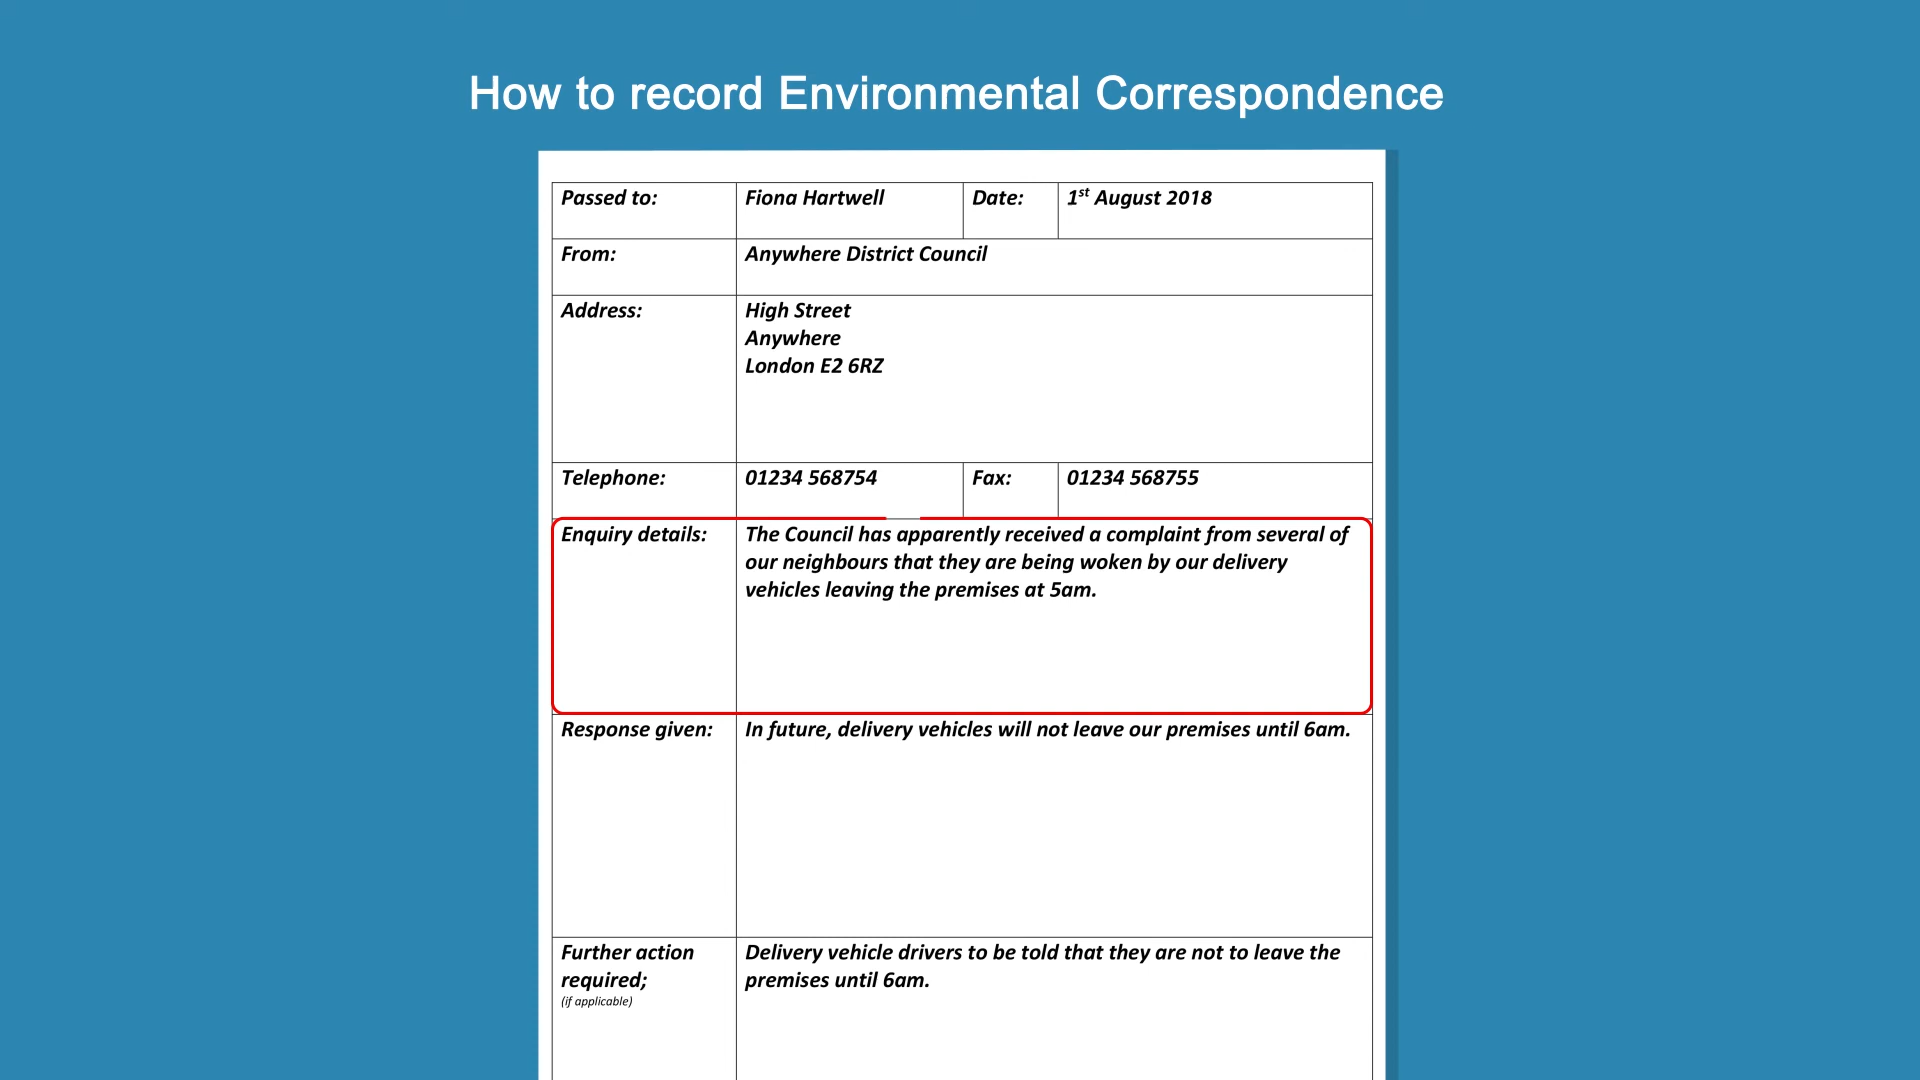 How to record Environmental Correspondence
Passed to: Fiona Hartwell Date: 1st August 2018
From: Anywhere District Council
Address: High Street
Anywhere
London E2 6RZ
Telephone: 01234 568754 Fax: 01234 568755
Enquiry details: The Council has apparently received a complaint from several of
our neighbours that they are being woken by our delivery
vehicles leaving the premises at 5am.
Response given: In future, delivery vehicles will not leave our premises until 6am.
Further action Delivery vehicle drivers to be told that they are not to leave the
required; premises until 6am.
(if applicable)